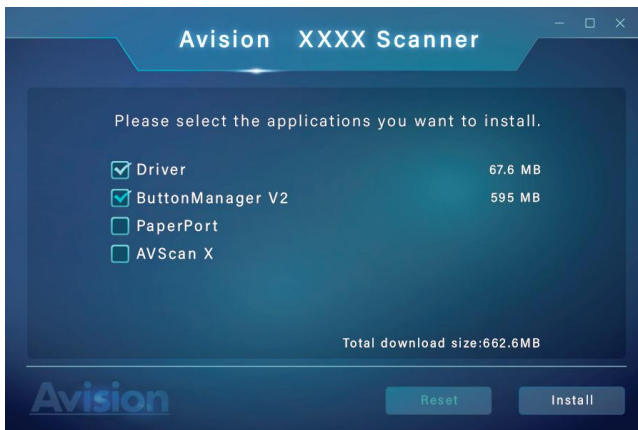 Avision XXXX Scanner
Please select the applications you want to install.
Driver 67.6 MB
ButtonManager V2 595 MB
PaperPort
AVScan X
Total download size:662.6MB
Avision
Reset
Install